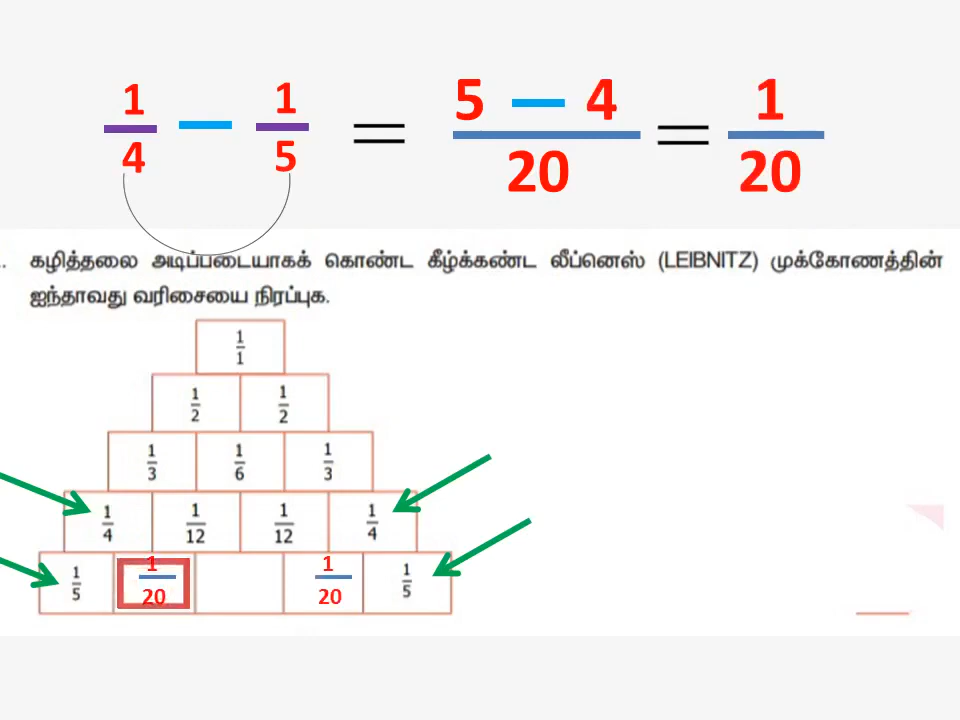 1/4 − 1/5 = 5 − 4/20 = 1/20
. கழித்தலை அடிப்படையாகக் கொண்ட கீழ்க்கண்ட லீப்னெஸ் (LEIBNITZ) முக்கோணத்தின்
ஐந்தாவது வரிசையை நிரப்புக.
1/1
1/2 1/2
1/3 1/6 1/3
1/4 1/12 1/12 1/4
1/5 1/20 1/20 1/5